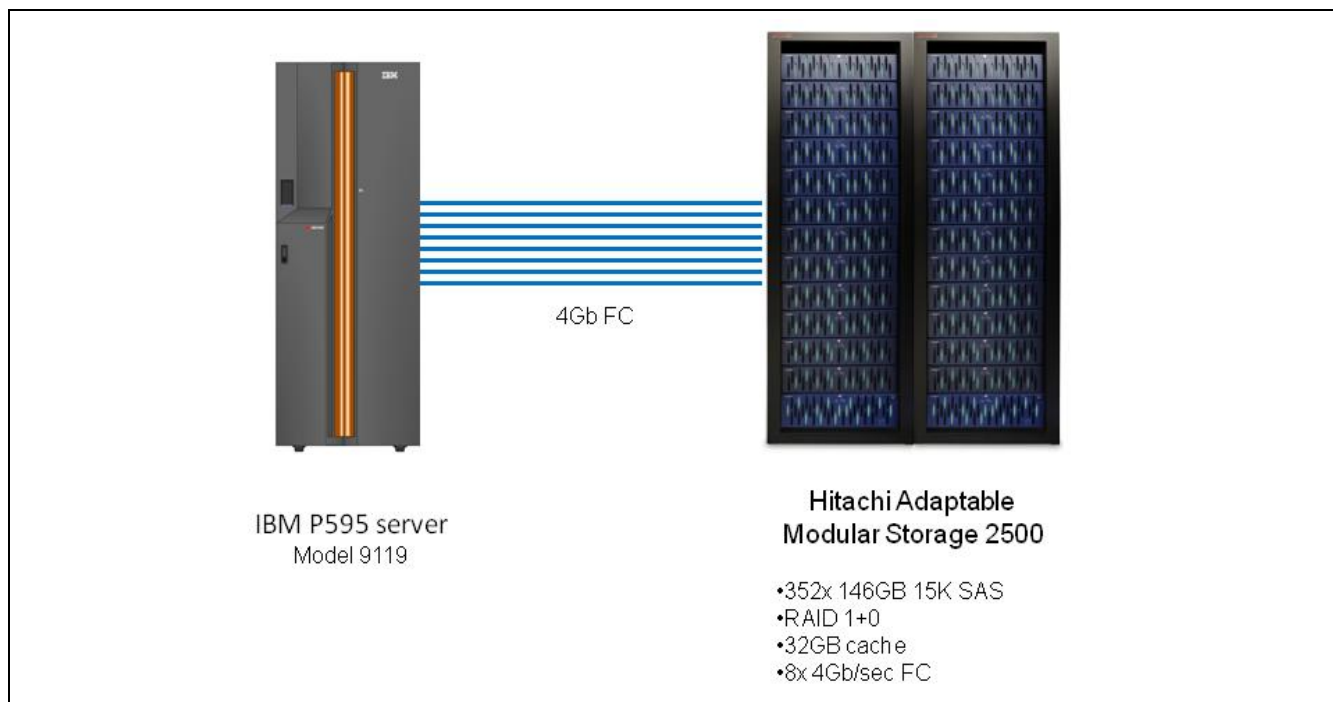 IBM
4Gb FC
IBM P595 server
Model 9119
Hitachi Adaptable
Modular Storage 2500
•352x 146GB 15K SAS
•RAID 1+0
•32GB cache
•8x 4Gb/sec FC